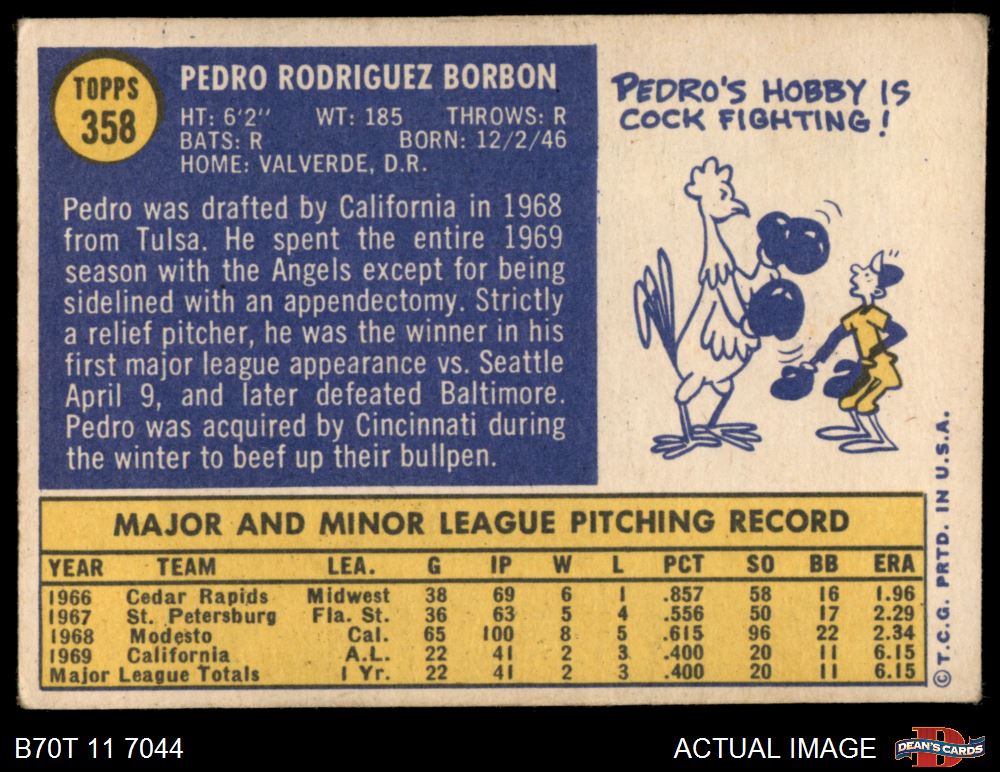 TOPPS
358
PEDRO RODRIGUEZ BORBON
HT: 6'2" WT: 185 THROWS: R
BATS: R BORN: 12/2/46
HOME: VALVERDE, D.R.
Pedro was drafted by California in 1968
from Tulsa. He spent the entire 1969
season with the Angels except for being
sidelined with an appendectomy. Strictly
a relief pitcher, he was the winner in his
first major league appearance vs. Seattle
April 9, and later defeated Baltimore.
Pedro was acquired by Cincinnati during
the winter to beef up their bullpen.
PEDRO'S HOBBY IS
COCK FIGHTING!
MAJOR AND MINOR LEAGUE PITCHING RECORD
YEAR TEAM LEA. G IP W L PCT SO BB ERA
1966 Cedar Rapids Midwest 38 69 6 1 .857 58 16 1.96
1967 St. Petersburg Fla. St. 36 63 5 4 .556 50 17 2.29
1968 Modesto Cal. 65 100 8 5 .615 96 22 2.34
1969 California A.L. 22 41 2 3 .400 20 11 6.15
Major League Totals 1 Yr. 22 41 2 3 .400 20 11 6.15
© T.C.G. PRTD. IN U.S.A.
B70T 11 7044
ACTUAL IMAGE
D
DEAN'S CARDS